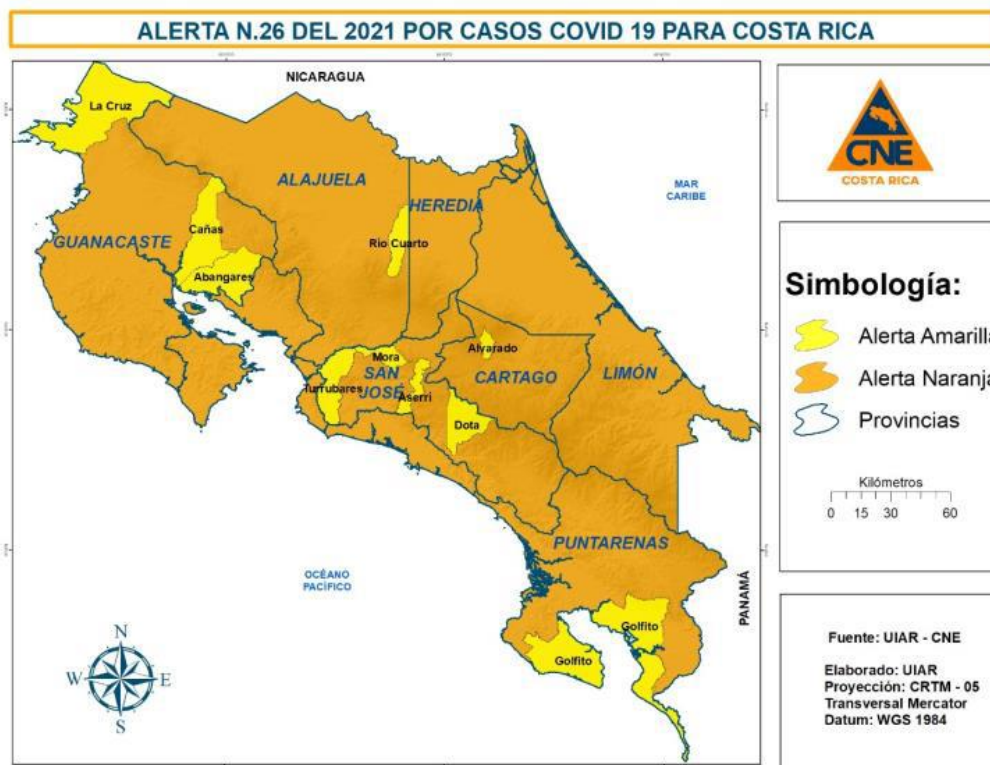 ALERTA N.26 DEL 2021 POR CASOS COVID 19 PARA COSTA RICA
NICARAGUA
La Cruz
ALAJUELA
HEREDIA
MAR
CARIBE
GUANACASTE
Cañas
Río Cuarto
Abangares
Mora
Alvarado
SAN
JOSÉ
CARTAGO
LIMÓN
Turrubares
Aserrí
Dota
PUNTARENAS
OCÉANO
PACÍFICO
PANAMÁ
Golfito
Golfito
N
W
E
S
CNE
COSTA RICA
Simbología:
Alerta Amarilla
Alerta Naranja
Provincias
Kilómetros
0 15 30 60
Fuente: UIAR - CNE
Elaborado: UIAR
Proyección: CRTM - 05
Transversal Mercator
Datum: WGS 1984